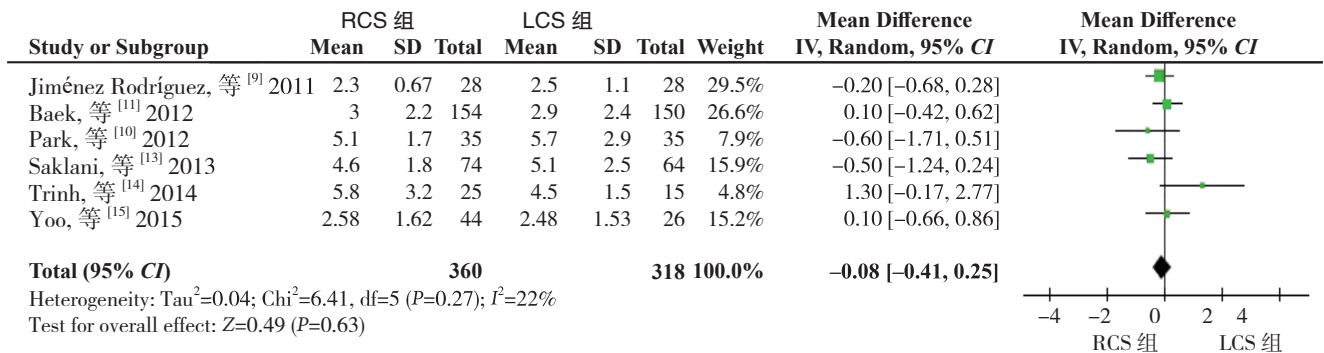 RCS 组 LCS 组 Mean Difference Mean Difference
Study or Subgroup Mean SD Total Mean SD Total Weight IV, Random, 95% CI IV, Random, 95% CI
Jiménez Rodríguez, 等 [9] 2011 2.3 0.67 28 2.5 1.1 28 29.5% −0.20 [−0.68, 0.28]
Baek, 等 [11] 2012 3 2.2 154 2.9 2.4 150 26.6% 0.10 [−0.42, 0.62]
Park, 等 [10] 2012 5.1 1.7 35 5.7 2.9 35 7.9% −0.60 [−1.71, 0.51]
Saklani, 等 [13] 2013 4.6 1.8 74 5.1 2.5 64 15.9% −0.50 [−1.24, 0.24]
Trinh, 等 [14] 2014 5.8 3.2 25 4.5 1.5 15 4.8% 1.30 [−0.17, 2.77]
Yoo, 等 [15] 2015 2.58 1.62 44 2.48 1.53 26 15.2% 0.10 [−0.66, 0.86]
Total (95% CI) 360 318 100.0% −0.08 [−0.41, 0.25]
Heterogeneity: Tau²=0.04; Chi²=6.41, df=5 (P=0.27); I²=22%
Test for overall effect: Z=0.49 (P=0.63)
−4 −2 0 2 4
RCS 组 LCS 组